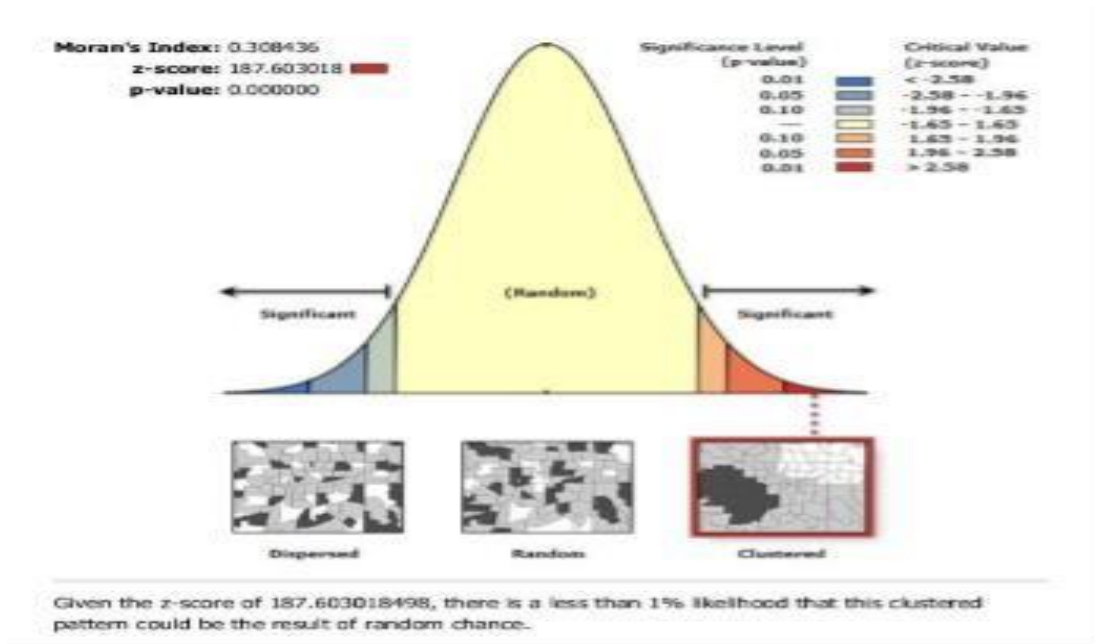 Moran's Index: 0.308436
z-score: 187.603018
p-value: 0.000000
Significance Level
(p-value)
0.01
0.05
0.10
—
0.10
0.05
0.01
Critical Value
(z-score)
< -2.58
-2.58 - -1.96
-1.96 - -1.65
-1.65 - 1.65
1.65 - 1.96
1.96 - 2.58
> 2.58
Significant
(Random)
Significant
Dispersed
Random
Clustered
Given the z-score of 187.603018498, there is a less than 1% likelihood that this clustered
pattern could be the result of random chance.